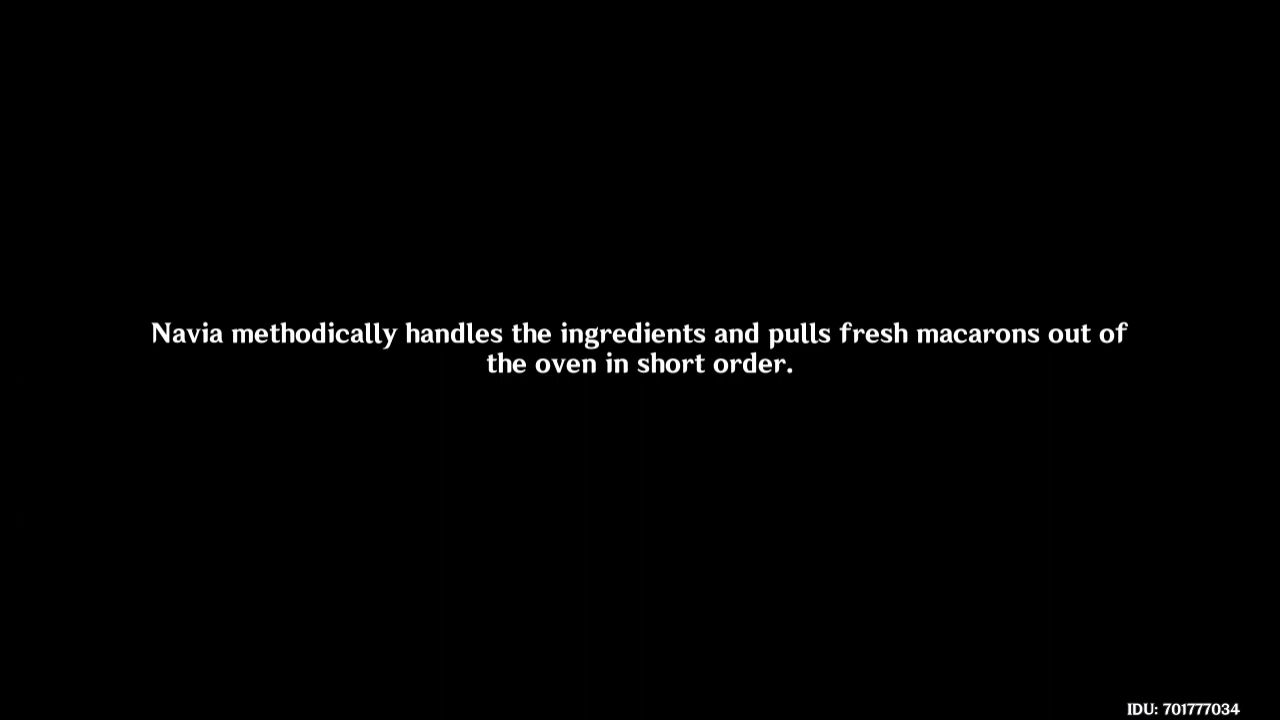 Navia methodically handles the ingredients and pulls fresh macarons out of
the oven in short order.
IDU: 701777034